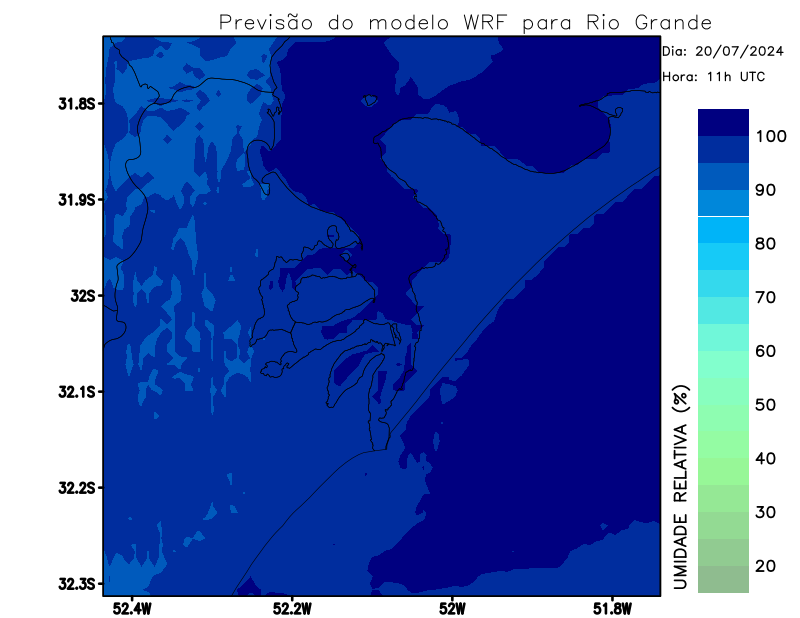 Previsão do modelo WRF para Rio Grande
Dia: 20/07/2024
Hora: 11h UTC
31.8S
31.9S
32S
32.1S
32.2S
32.3S
52.4W
52.2W
52W
51.8W
100
90
80
70
60
50
40
30
20
UMIDADE RELATIVA (%)